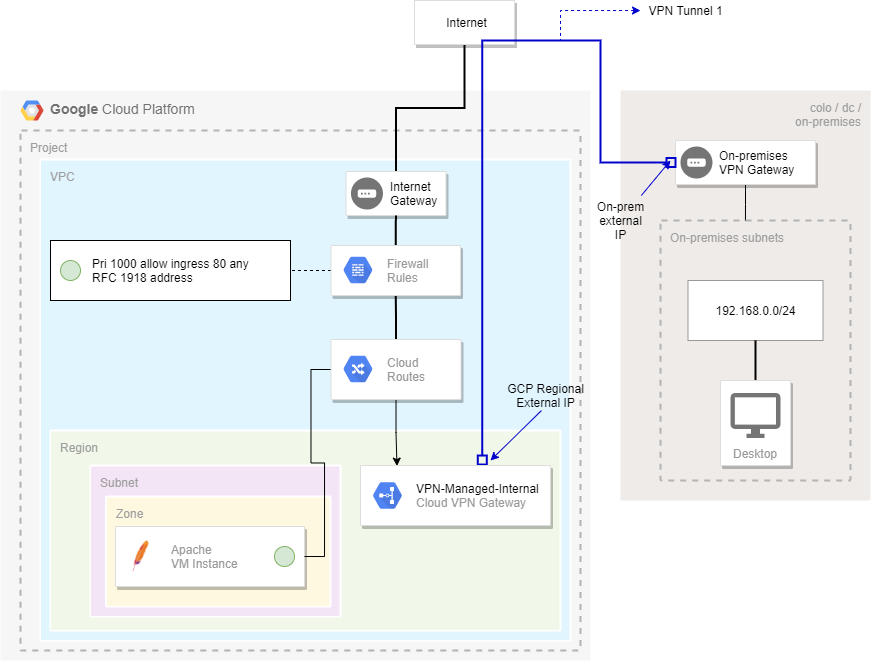 Internet
VPN Tunnel 1
Google Cloud Platform
colo / dc /
on-premises
Project
VPC
Internet
Gateway
On-premises
VPN Gateway
On-prem
external
IP
Pri 1000 allow ingress 80 any
RFC 1918 address
Firewall
Rules
On-premises subnets
192.168.0.0/24
Cloud
Routes
GCP Regional
External IP
Desktop
Region
Subnet
Zone
Apache
VM Instance
VPN-Managed-Internal
Cloud VPN Gateway